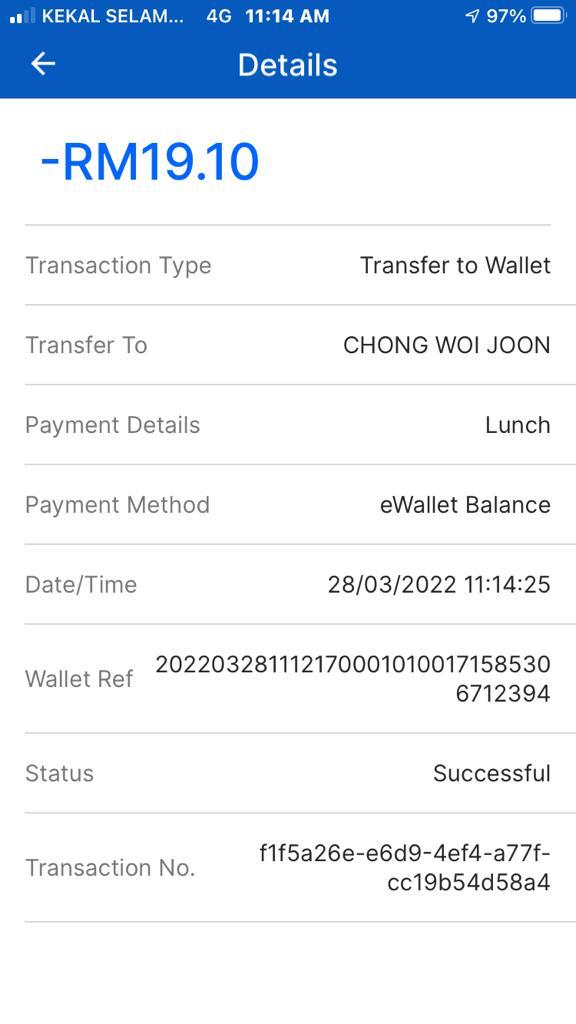 KEKAL SELAM... 4G 11:14 AM 97%
Details
-RM19.10
Transaction Type Transfer to Wallet
Transfer To CHONG WOI JOON
Payment Details Lunch
Payment Method eWallet Balance
Date/Time 28/03/2022 11:14:25
Wallet Ref 202203281112170001010017158530
6712394
Status Successful
Transaction No. f1f5a26e-e6d9-4ef4-a77f-
cc19b54d58a4